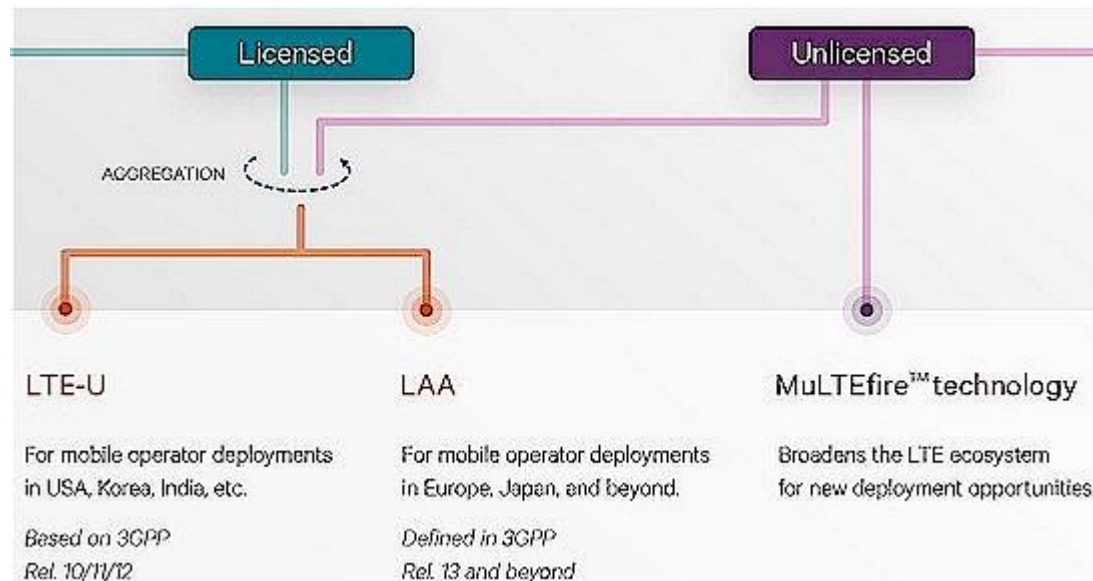 Licensed
Unlicensed
AGGREGATION
LTE-U
For mobile operator deployments
in USA, Korea, India, etc.
Based on 3GPP
Rel. 10/11/12
LAA
For mobile operator deployments
in Europe, Japan, and beyond.
Defined in 3GPP
Rel. 13 and beyond
MuLTEfire™ technology
Broadens the LTE ecosystem
for new deployment opportunities